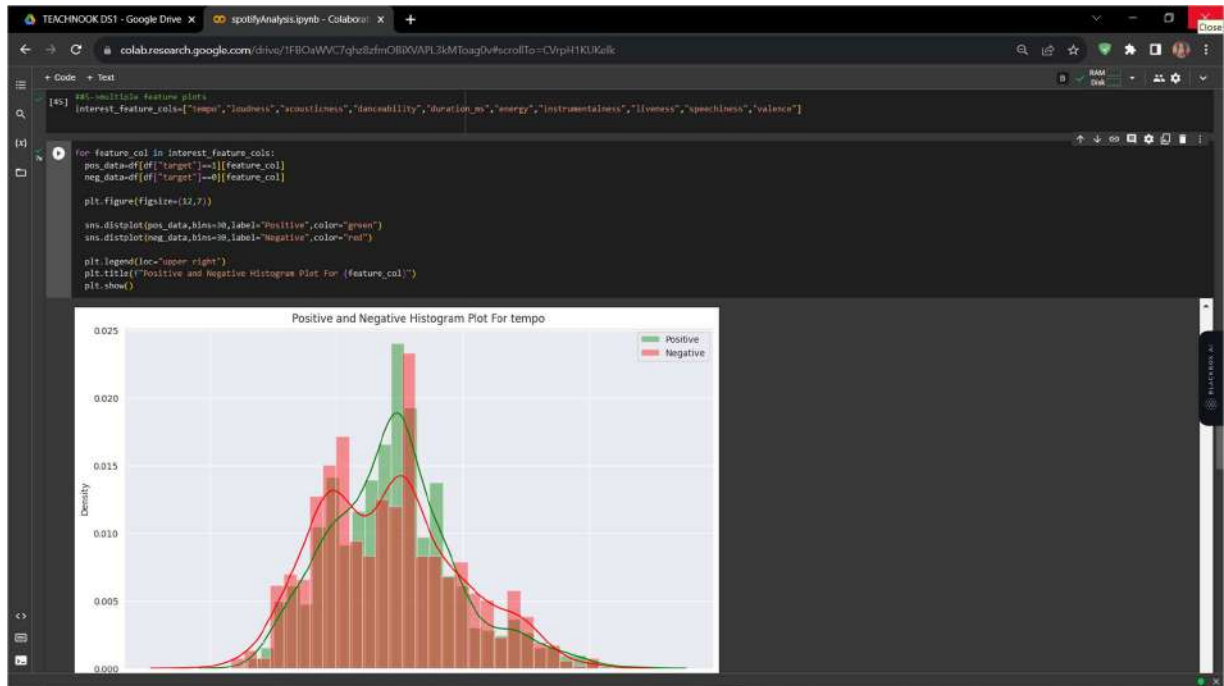 TEACHNOOK DS1 - Google Drive
spotifyAnalysis.ipynb - Colaborat
Close
colab.research.google.com
+ Code + Text
RAM
Disk
[45] ##5->multiple feature plots
interest_feature_cols=["tempo","loudness","acousticness","danceability","duration_ms","energy","instrumentalness","liveness","speechiness","valence"]
for feature_col in interest_feature_cols:
pos_data=df[df["target"]==1][feature_col]
neg_data=df[df["target"]==0][feature_col]
plt.figure(figsize=(12,7))
sns.distplot(pos_data,bins=30,label="Positive",color="green")
sns.distplot(neg_data,bins=30,label="Negative",color="red")
plt.legend(loc="upper right")
plt.title(f"Positive and Negative Histogram Plot For {feature_col}")
plt.show()
Positive and Negative Histogram Plot For tempo
Positive
Negative
0.025
0.020
0.015
0.010
0.005
0.000
Density
BLACKBOX AI